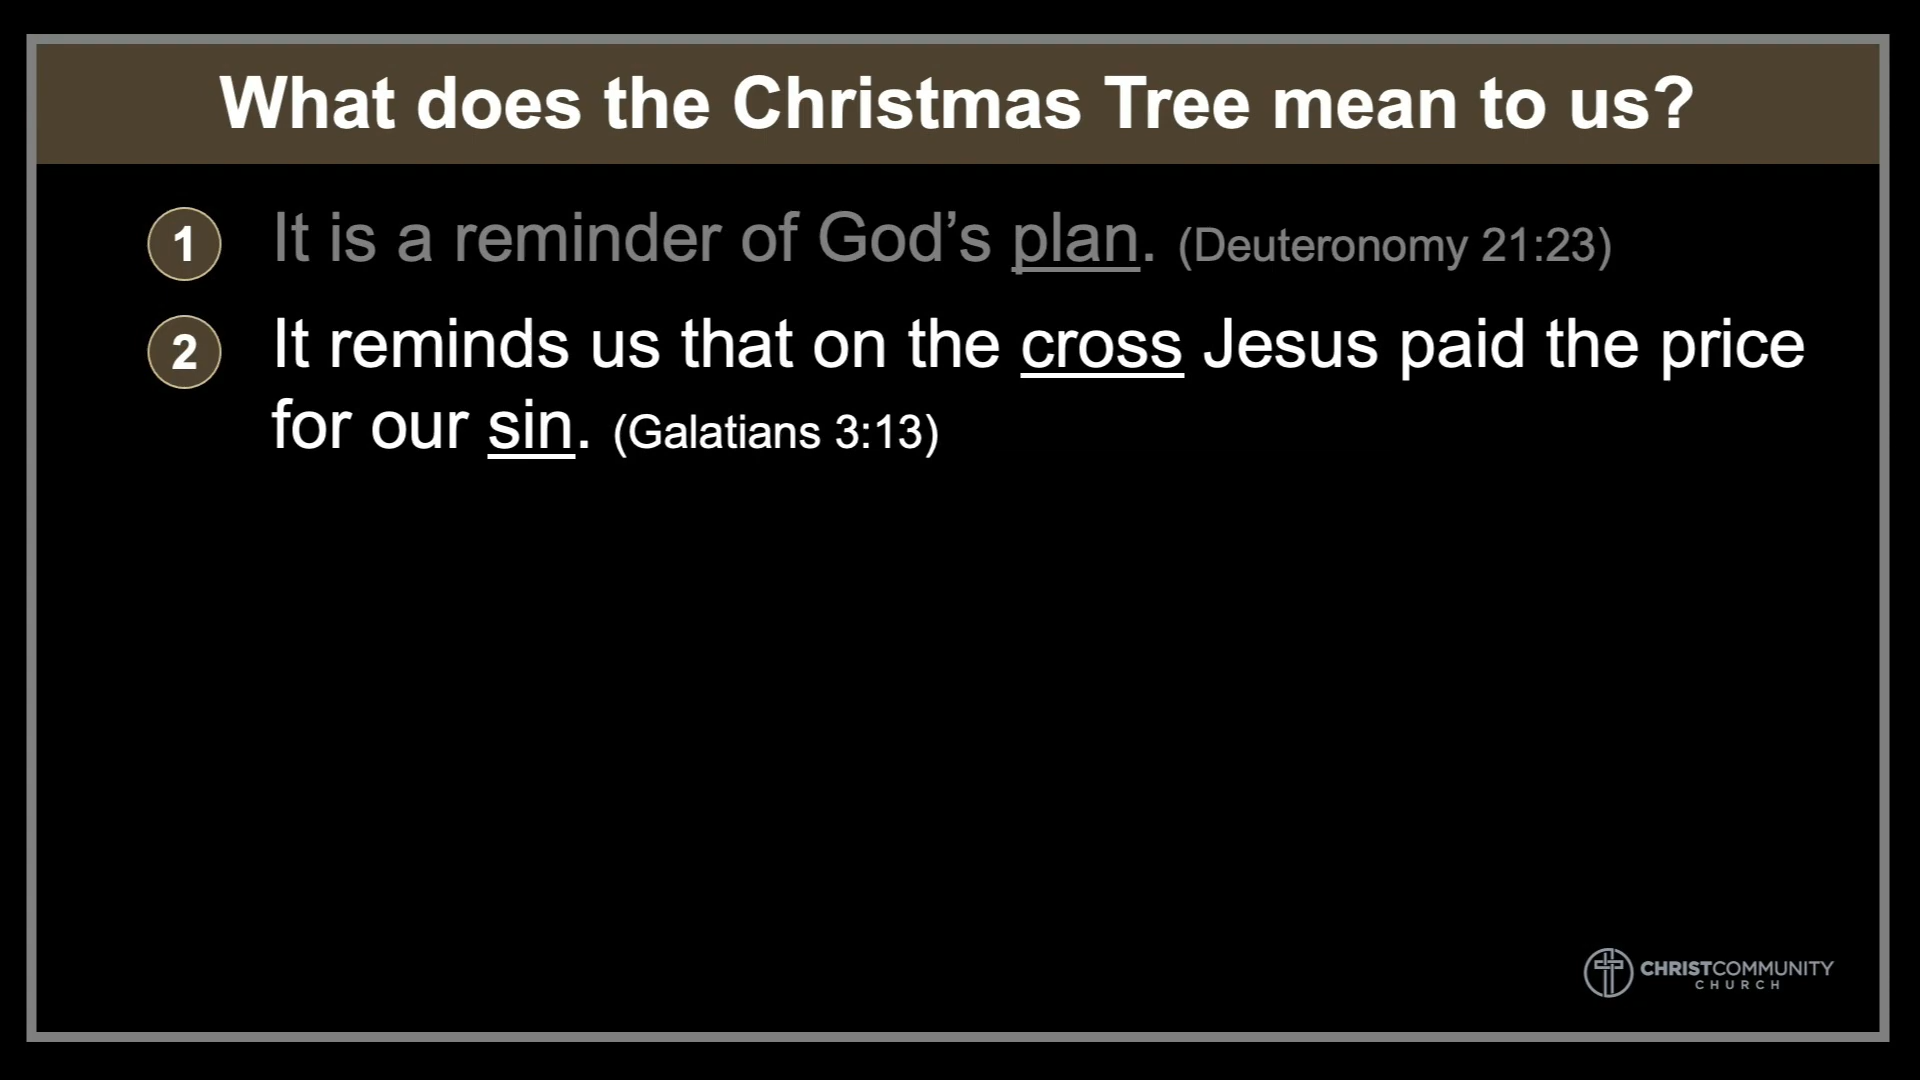 What does the Christmas Tree mean to us?
1 It is a reminder of God’s plan. (Deuteronomy 21:23)
2 It reminds us that on the cross Jesus paid the price
for our sin. (Galatians 3:13)
CHRISTCOMMUNITY
CHURCH